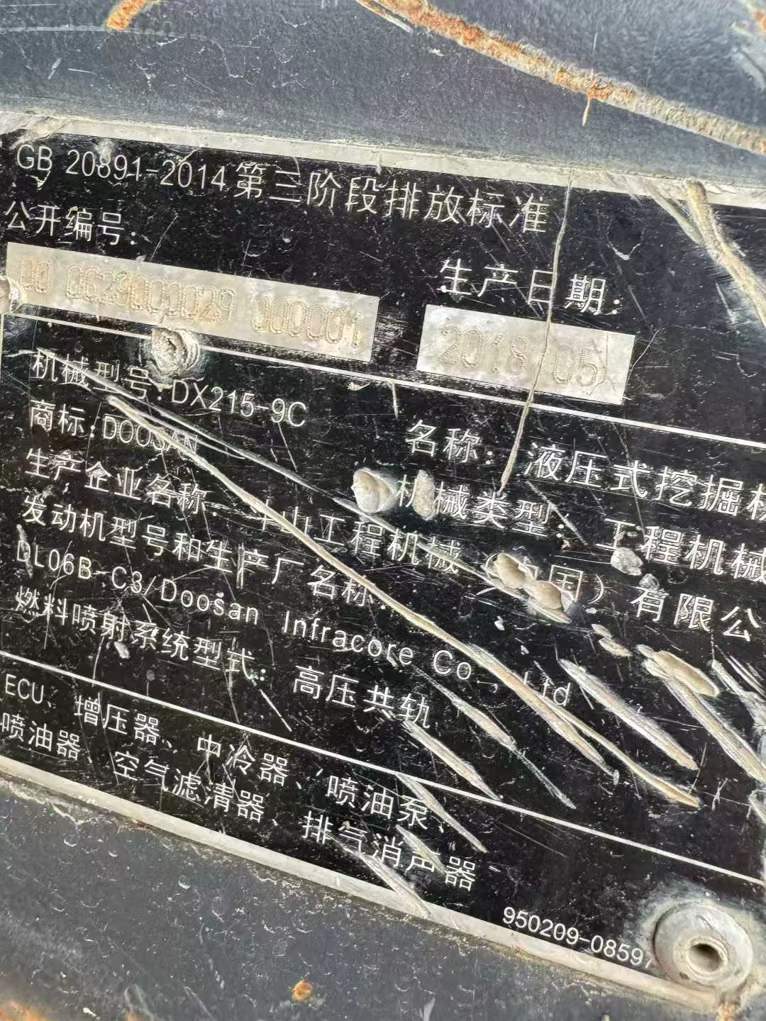 GB 20891-2014第三阶段排放标准
公开编号:
生产日期:
000001
2018 05
机械型号:DX215-9C
名称: 液压式挖掘机
商标:DOOSAN
机械类型: 工程机械
生产企业名称: 斗山工程机械(中国)有限公
发动机型号和生产厂名称:
DL06B-C3/Doosan Infracore Co., Ltd
燃料喷射系统型式: 高压共轨
ECU、增压器、中冷器、喷油泵、
喷油器、空气滤清器、排气消声器
950209-0859